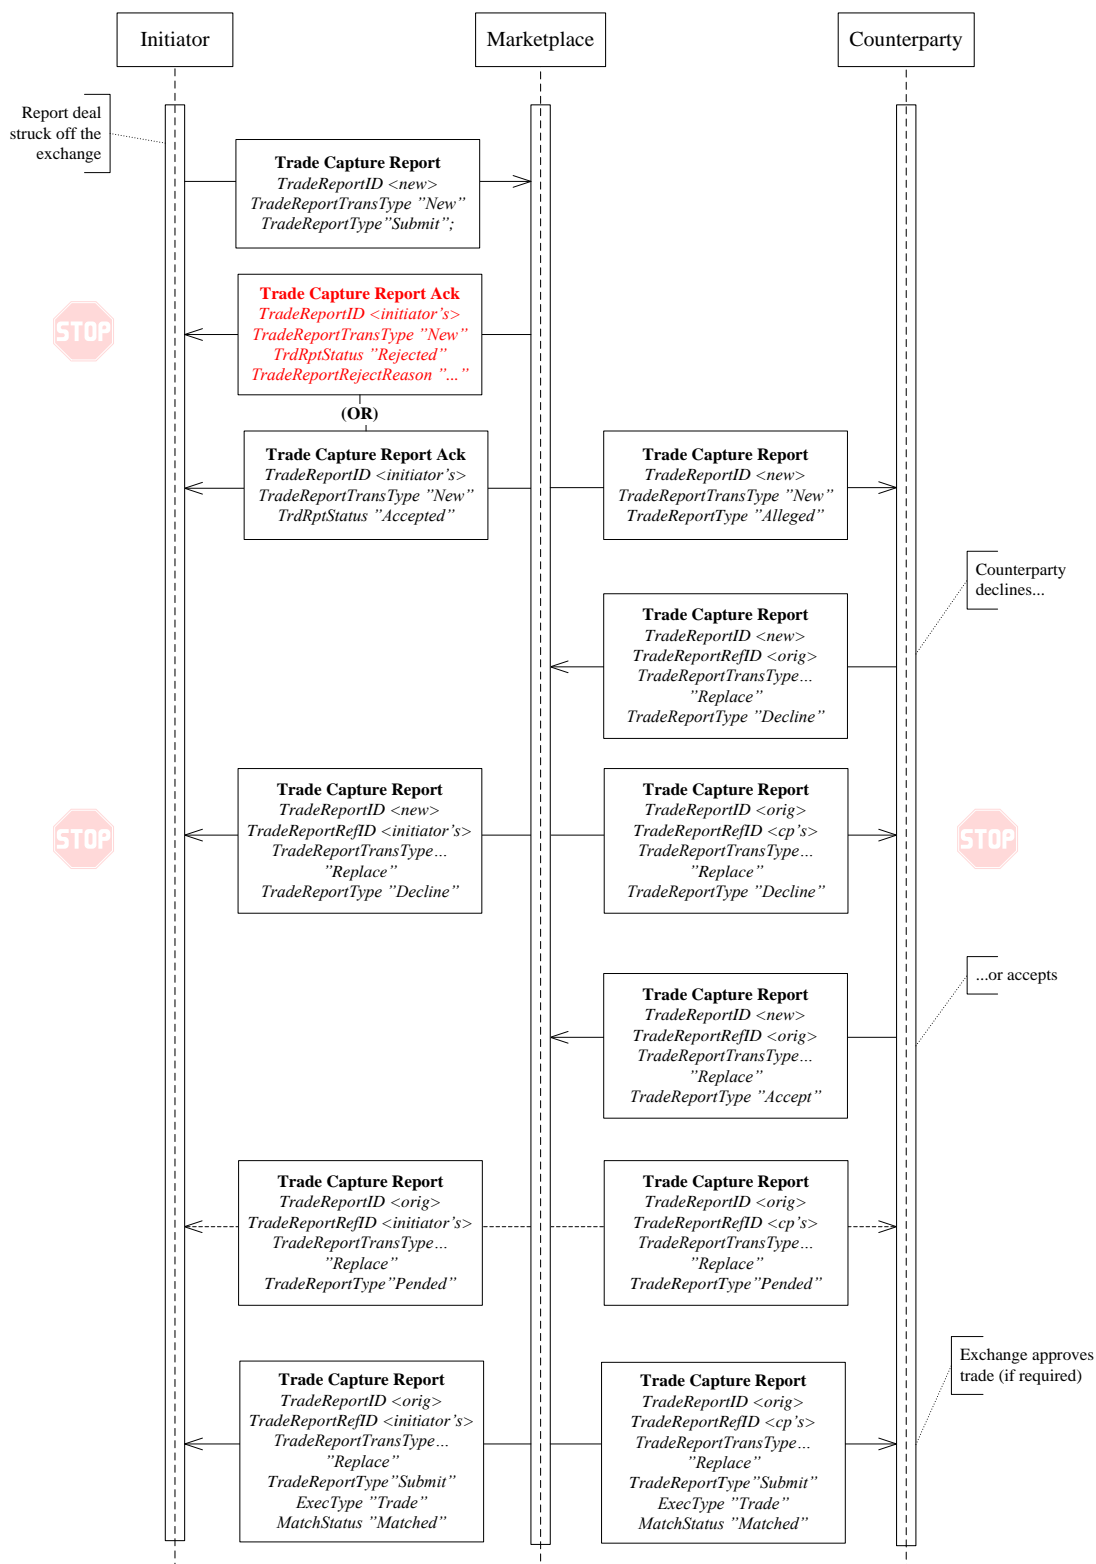 Initiator
Marketplace
Counterparty
Report deal
struck off the
exchange
Trade Capture Report
TradeReportID <new>
TradeReportTransType ”New”
TradeReportType”Submit”;
STOP
Trade Capture Report Ack
TradeReportID <initiator’s>
TradeReportTransType ”New”
TrdRptStatus ”Rejected”
TradeReportRejectReason ”...”
(OR)
Trade Capture Report Ack
TradeReportID <initiator’s>
TradeReportTransType ”New”
TrdRptStatus ”Accepted”
Trade Capture Report
TradeReportID <new>
TradeReportTransType ”New”
TradeReportType ”Alleged”
Counterparty
declines...
Trade Capture Report
TradeReportID <new>
TradeReportRefID <orig>
TradeReportTransType…
”Replace”
TradeReportType ”Decline”
STOP
Trade Capture Report
TradeReportID <new>
TradeReportRefID <initiator’s>
TradeReportTransType…
”Replace”
TradeReportType ”Decline”
Trade Capture Report
TradeReportID <orig>
TradeReportRefID <cp’s>
TradeReportTransType…
”Replace”
TradeReportType ”Decline”
STOP
...or accepts
Trade Capture Report
TradeReportID <new>
TradeReportRefID <orig>
TradeReportTransType…
”Replace”
TradeReportType ”Accept”
Trade Capture Report
TradeReportID <orig>
TradeReportRefID <initiator’s>
TradeReportTransType…
”Replace”
TradeReportType”Pended”
Trade Capture Report
TradeReportID <orig>
TradeReportRefID <cp’s>
TradeReportTransType…
”Replace”
TradeReportType”Pended”
Exchange approves
trade (if required)
Trade Capture Report
TradeReportID <orig>
TradeReportRefID <initiator’s>
TradeReportTransType…
”Replace”
TradeReportType”Submit”
ExecType ”Trade”
MatchStatus ”Matched”
Trade Capture Report
TradeReportID <orig>
TradeReportRefID <cp’s>
TradeReportTransType…
”Replace”
TradeReportType”Submit”
ExecType ”Trade”
MatchStatus ”Matched”